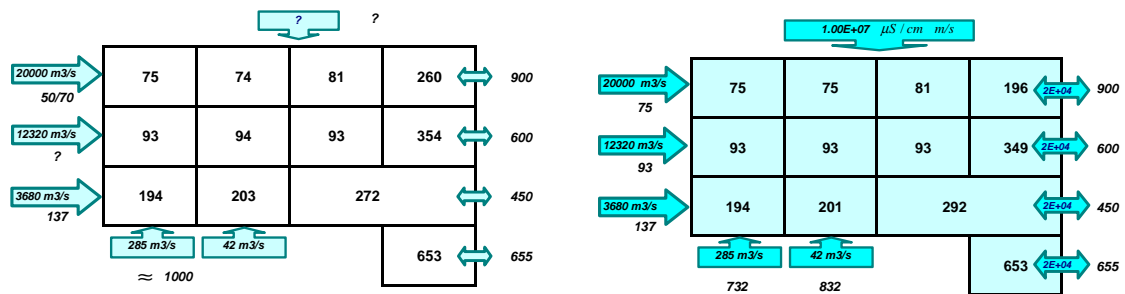 ? ?
20000 m3/s 75 74 81 260 900
50/70
12320 m3/s 93 94 93 354 600
?
3680 m3/s 194 203 272 450
137
285 m3/s 42 m3/s 653 655
≈ 1000
1.00E+07 μS / cm m/s
20000 m3/s 75 75 81 196 2E+04 900
75
12320 m3/s 93 93 93 349 2E+04 600
93
3680 m3/s 194 201 292 2E+04 450
137
285 m3/s 42 m3/s 653 2E+04 655
732 832